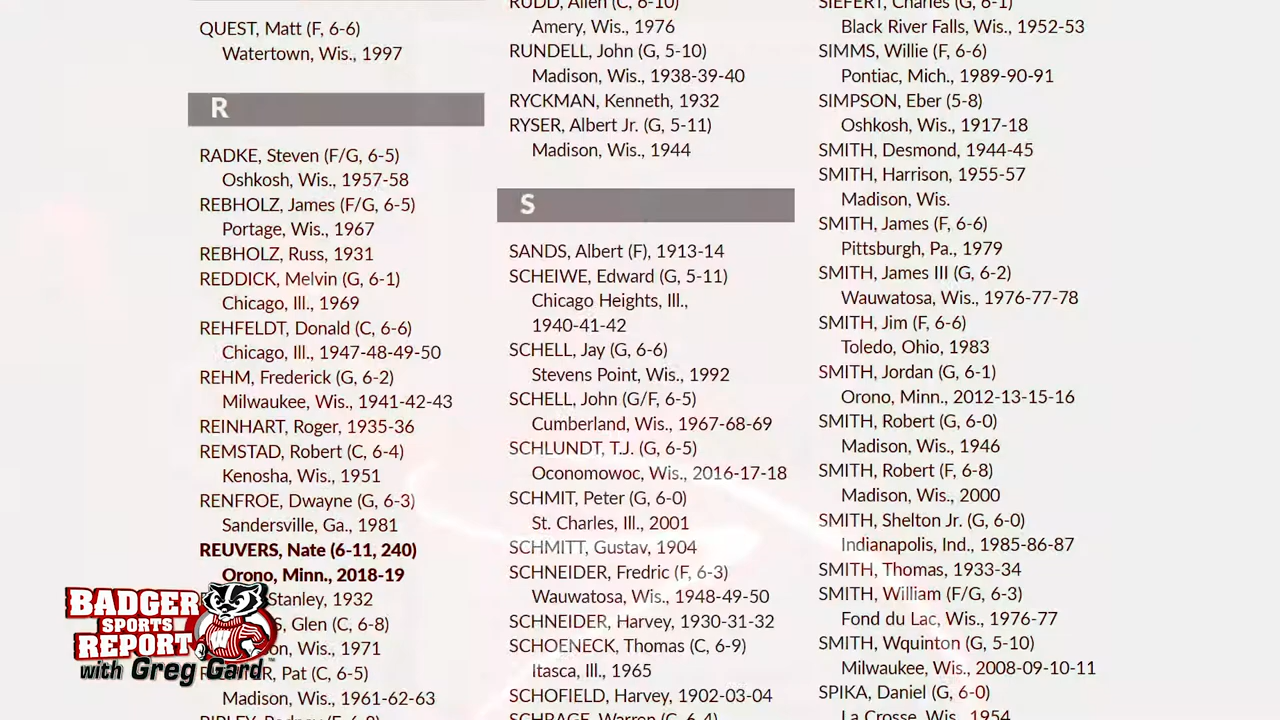 QUEST, Matt (F, 6-6)
Watertown, Wis., 1997
R
RADKE, Steven (F/G, 6-5)
Oshkosh, Wis., 1957-58
REBHOLZ, James (F/G, 6-5)
Portage, Wis., 1967
REBHOLZ, Russ, 1931
REDDICK, Melvin (G, 6-1)
Chicago, Ill., 1969
REHFELDT, Donald (C, 6-6)
Chicago, Ill., 1947-48-49-50
REHM, Frederick (G, 6-2)
Milwaukee, Wis., 1941-42-43
REINHART, Roger, 1935-36
REMSTAD, Robert (C, 6-4)
Kenosha, Wis., 1951
RENFROE, Dwayne (G, 6-3)
Sandersville, Ga., 1981
REUVERS, Nate (6-11, 240)
Orono, Minn., 2018-19
Stanley, 1932
Glen (C, 6-8)
Wis., 1971
Pat (C, 6-5)
Madison, Wis., 1961-62-63
RUDD, Allen (C, 6-10)
Amery, Wis., 1976
RUNDELL, John (G, 5-10)
Madison, Wis., 1938-39-40
RYCKMAN, Kenneth, 1932
RYSER, Albert Jr. (G, 5-11)
Madison, Wis., 1944
S
SANDS, Albert (F), 1913-14
SCHEIWE, Edward (G, 5-11)
Chicago Heights, Ill.,
1940-41-42
SCHELL, Jay (G, 6-6)
Stevens Point, Wis., 1992
SCHELL, John (G/F, 6-5)
Cumberland, Wis., 1967-68-69
SCHLUNDT, T.J. (G, 6-5)
Oconomowoc, Wis., 2016-17-18
SCHMIT, Peter (G, 6-0)
St. Charles, Ill., 2001
SCHMITT, Gustav, 1904
SCHNEIDER, Fredric (F, 6-3)
Wauwatosa, Wis., 1948-49-50
SCHNEIDER, Harvey, 1930-31-32
SCHOENECK, Thomas (C, 6-9)
Itasca, Ill., 1965
SCHOFIELD, Harvey, 1902-03-04
SCHRAGE, Warren (C, 6-4)
SIEFERT, Charles (G, 6-1)
Black River Falls, Wis., 1952-53
SIMMS, Willie (F, 6-6)
Pontiac, Mich., 1989-90-91
SIMPSON, Eber (5-8)
Oshkosh, Wis., 1917-18
SMITH, Desmond, 1944-45
SMITH, Harrison, 1955-57
Madison, Wis.
SMITH, James (F, 6-6)
Pittsburgh, Pa., 1979
SMITH, James III (G, 6-2)
Wauwatosa, Wis., 1976-77-78
SMITH, Jim (F, 6-6)
Toledo, Ohio, 1983
SMITH, Jordan (G, 6-1)
Orono, Minn., 2012-13-15-16
SMITH, Robert (G, 6-0)
Madison, Wis., 1946
SMITH, Robert (F, 6-8)
Madison, Wis., 2000
SMITH, Shelton Jr. (G, 6-0)
Indianapolis, Ind., 1985-86-87
SMITH, Thomas, 1933-34
SMITH, William (F/G, 6-3)
Fond du Lac, Wis., 1976-77
SMITH, Wquinton (G, 5-10)
Milwaukee, Wis., 2008-09-10-11
SPIKA, Daniel (G, 6-0)
La Crosse, Wis., 1954
BADGER
SPORTS
REPORT
with Greg Gard